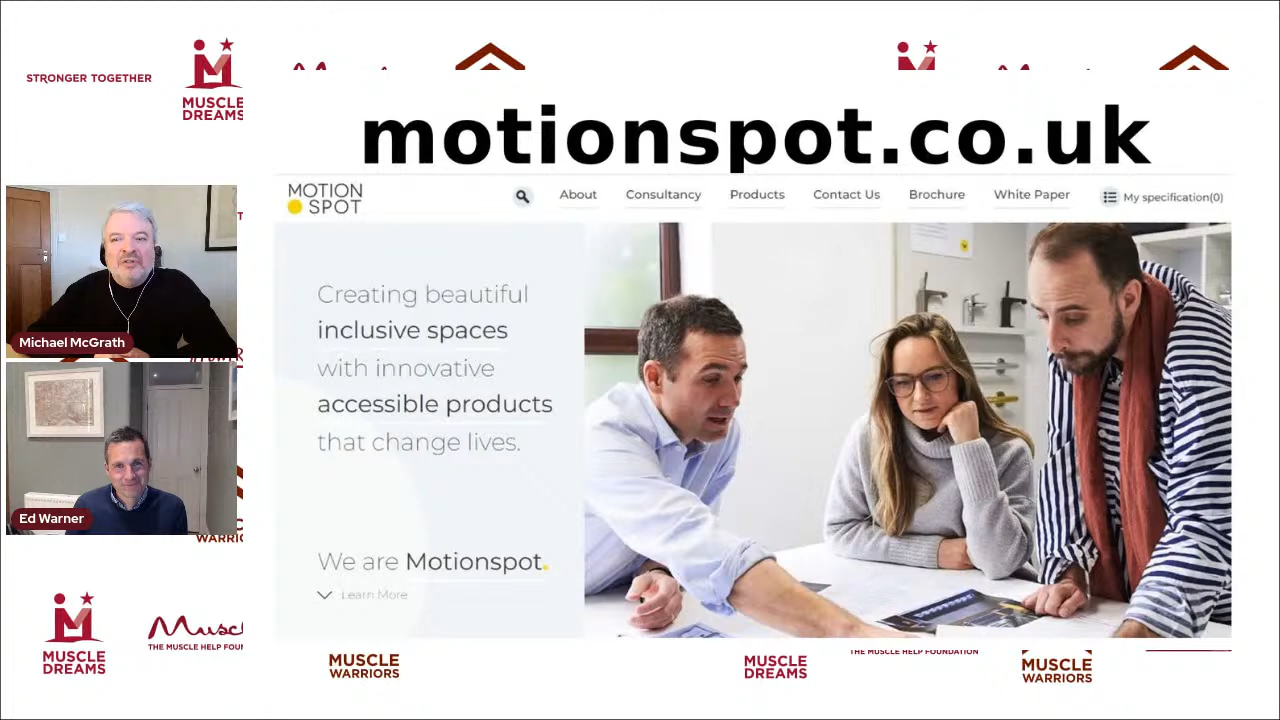 STRONGER TOGETHER
MUSCLE
DREAMS
motionspot.co.uk
MOTION
SPOT
About
Consultancy
Products
Contact Us
Brochure
White Paper
My specification(0)
Michael McGrath
Ed Warner
Creating beautiful
inclusive spaces
with innovative
accessible products
that change lives.
We are Motionspot.
Learn More
MUSCLE
DREAMS
THE MUSCLE HELP
MUSCLE
WARRIORS
MUSCLE
DREAMS
THE MUSCLE HELP FOUNDATION
MUSCLE
WARRIORS